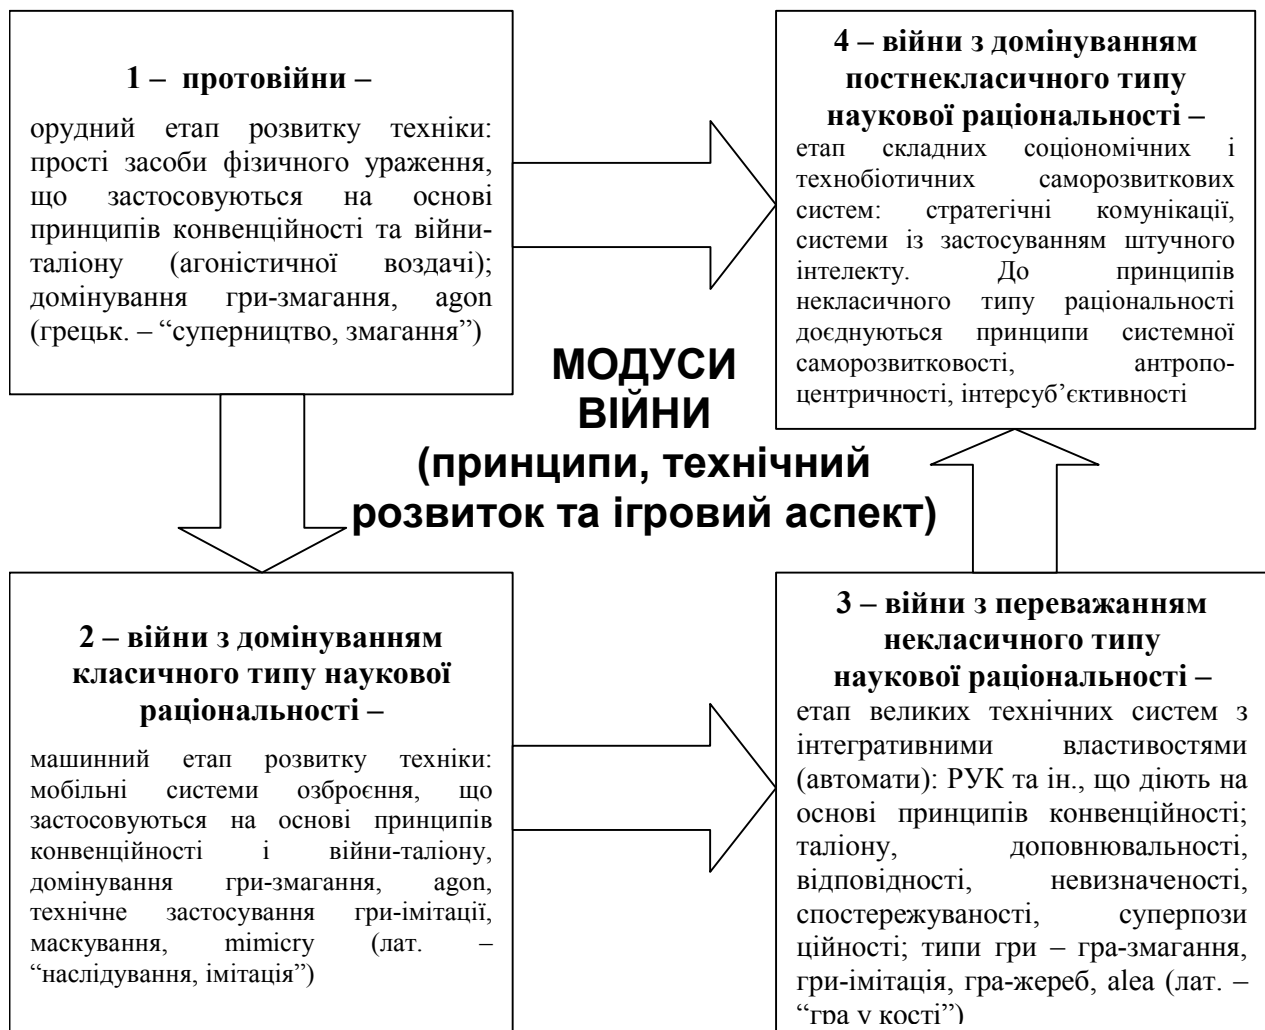 1 – протовійни –
орудний етап розвитку техніки:
прості засоби фізичного ураження,
що застосовуються на основі
принципів конвенційності та війни-
таліону (агоністичної воздачі);
домінування гри-змагання, agon
(грецьк. – “суперництво, змагання”)
4 – війни з домінуванням
постнекласичного типу
наукової раціональності –
етап складних соціономічних і
технобіотичних саморозвиткових
систем: стратегічні комунікації,
системи із застосуванням штучного
інтелекту. До принципів
некласичного типу раціональності
доєднуються принципи системної
саморозвитковості, антропо-
центричності, інтерсуб’єктивності
МОДУСИ
ВІЙНИ
(принципи, технічний
розвиток та ігровий аспект)
2 – війни з домінуванням
класичного типу наукової
раціональності –
машинний етап розвитку техніки:
мобільні системи озброєння, що
застосовуються на основі принципів
конвенційності і війни-таліону,
домінування гри-змагання, agon,
технічне застосування гри-імітації,
маскування, mimicry (лат. –
“наслідування, імітація”)
3 – війни з переважанням
некласичного типу
наукової раціональності –
етап великих технічних систем з
інтегративними властивостями
(автомати): РУК та ін., що діють на
основі принципів конвенційності;
таліону, доповнювальності,
відповідності, невизначеності,
спостережуваності, суперпози
ційності; типи гри – гра-змагання,
гри-імітація, гра-жереб, alea (лат. –
“гра у кості”)